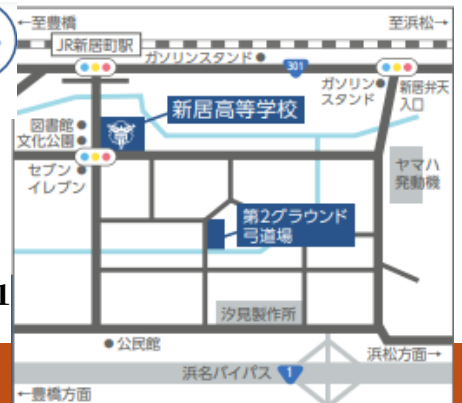 ←至豊橋
至浜松→
JR新居町駅
ガソリンスタンド
301
ガソリン
スタンド
新居弁天
入口
新居高等学校
図書館
文化公園
セブン
イレブン
ヤマハ
発動機
第2グラウンド
弓道場
1
汐見製作所
公民館
浜松方面→
浜名バイパス
1
←豊橋方面